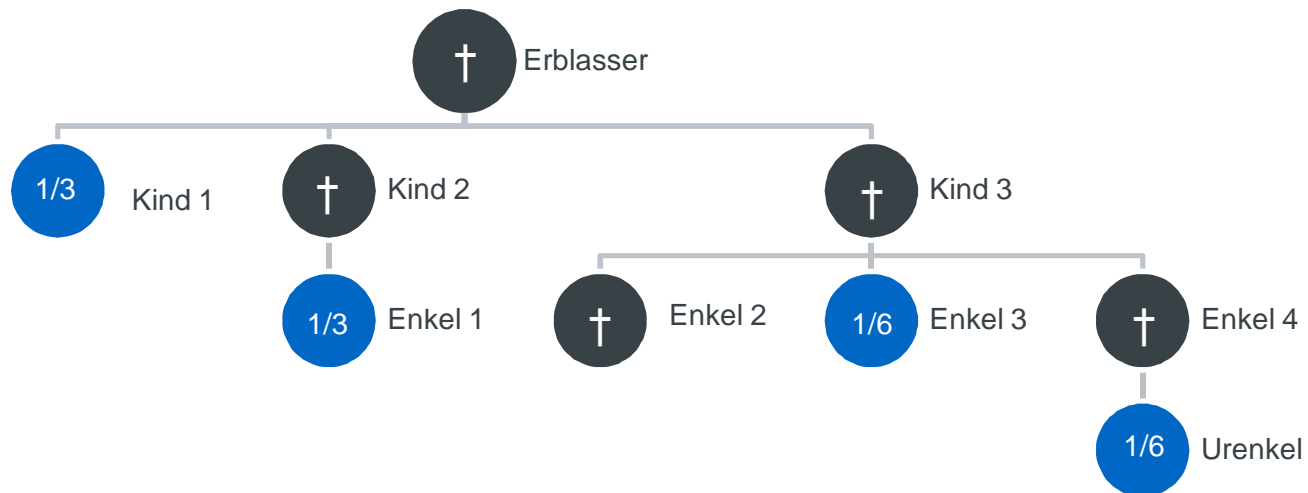 † Erblasser
1/3 Kind 1 † Kind 2 † Kind 3
1/3 Enkel 1 † Enkel 2 1/6 Enkel 3 † Enkel 4
1/6 Urenkel